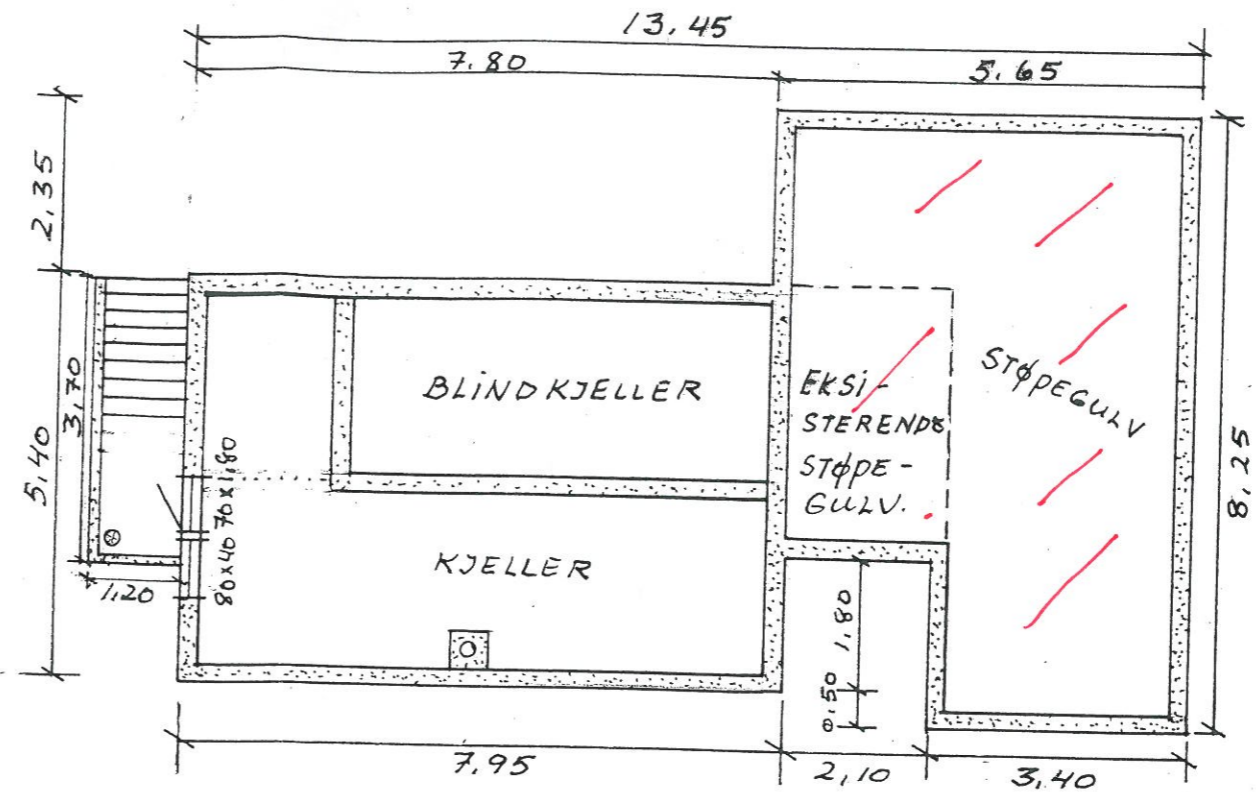 13.45
7.80
5.65
2.35
5.40
3,70
1.20
80x40 70x1,80
BLINDKJELLER
KJELLER
EKSI-
STERENDE
STØPE-
GULV.
STØPEGULV
8,25
1,80
0.50
7.95
2,10
3,40